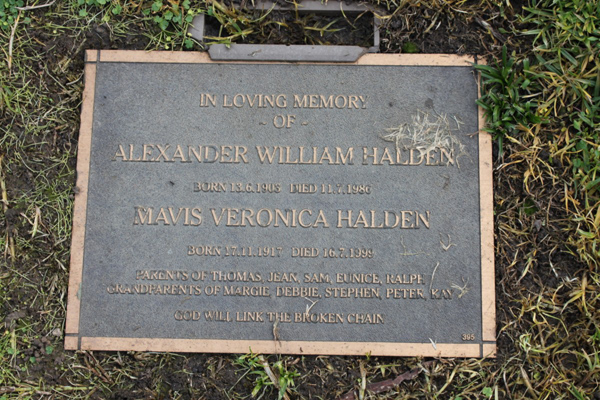 IN LOVING MEMORY
- OF -
ALEXANDER WILLIAM HALDEN
BORN 13.6.1905 DIED 11.7.1986
MAVIS VERONICA HALDEN
BORN 17.11.1917 DIED 16.7.1999
PARENTS OF THOMAS, JEAN, SAM, EUNICE, RALPH
GRANDPARENTS OF MARGIE, DEBBIE, STEPHEN, PETER, KAY
GOD WILL LINK THE BROKEN CHAIN
395